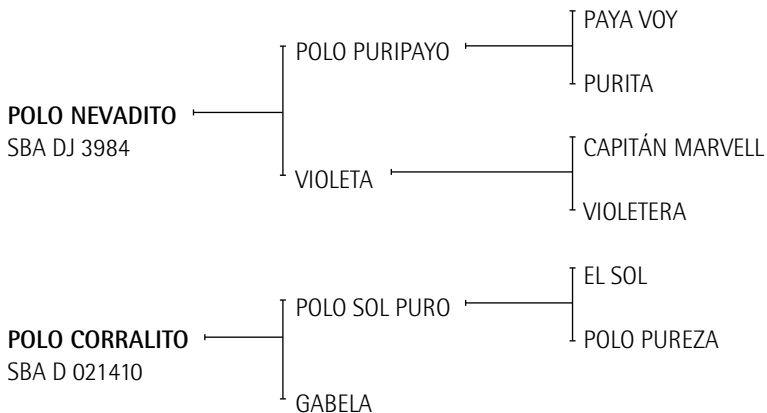 PAYA VOY
POLO PURIPAYO
PURITA
POLO NEVADITO
SBA DJ 3984
CAPITÁN MARVELL
VIOLETA
VIOLETERA
EL SOL
POLO SOL PURO
POLO CORRALITO
POLO PUREZA
SBA D 021410
GABELA